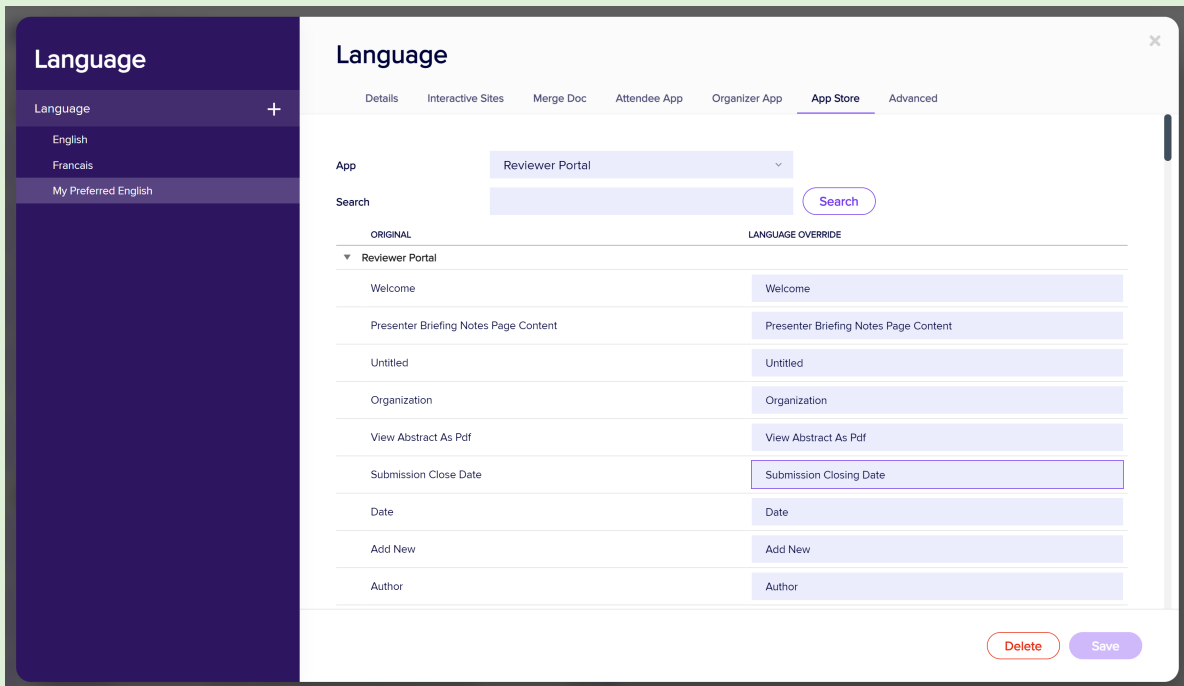 Language
Language
English
Francais
My Preferred English
Language
Details Interactive Sites Merge Doc Attendee App Organizer App App Store Advanced
App Reviewer Portal
Search Search
ORIGINAL LANGUAGE OVERRIDE
Reviewer Portal
Welcome Welcome
Presenter Briefing Notes Page Content Presenter Briefing Notes Page Content
Untitled Untitled
Organization Organization
View Abstract As Pdf View Abstract As Pdf
Submission Close Date Submission Closing Date
Date Date
Add New Add New
Author Author
Delete Save